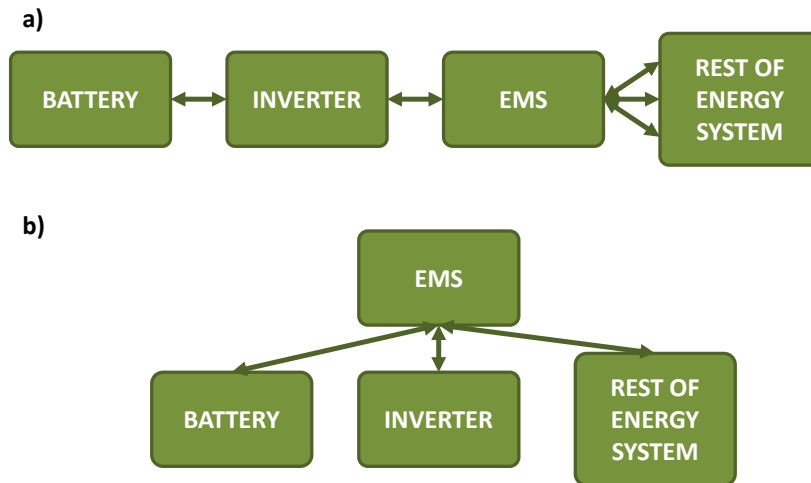 a)
BATTERY
INVERTER
EMS
REST OF
ENERGY
SYSTEM
b)
EMS
BATTERY
INVERTER
REST OF
ENERGY
SYSTEM